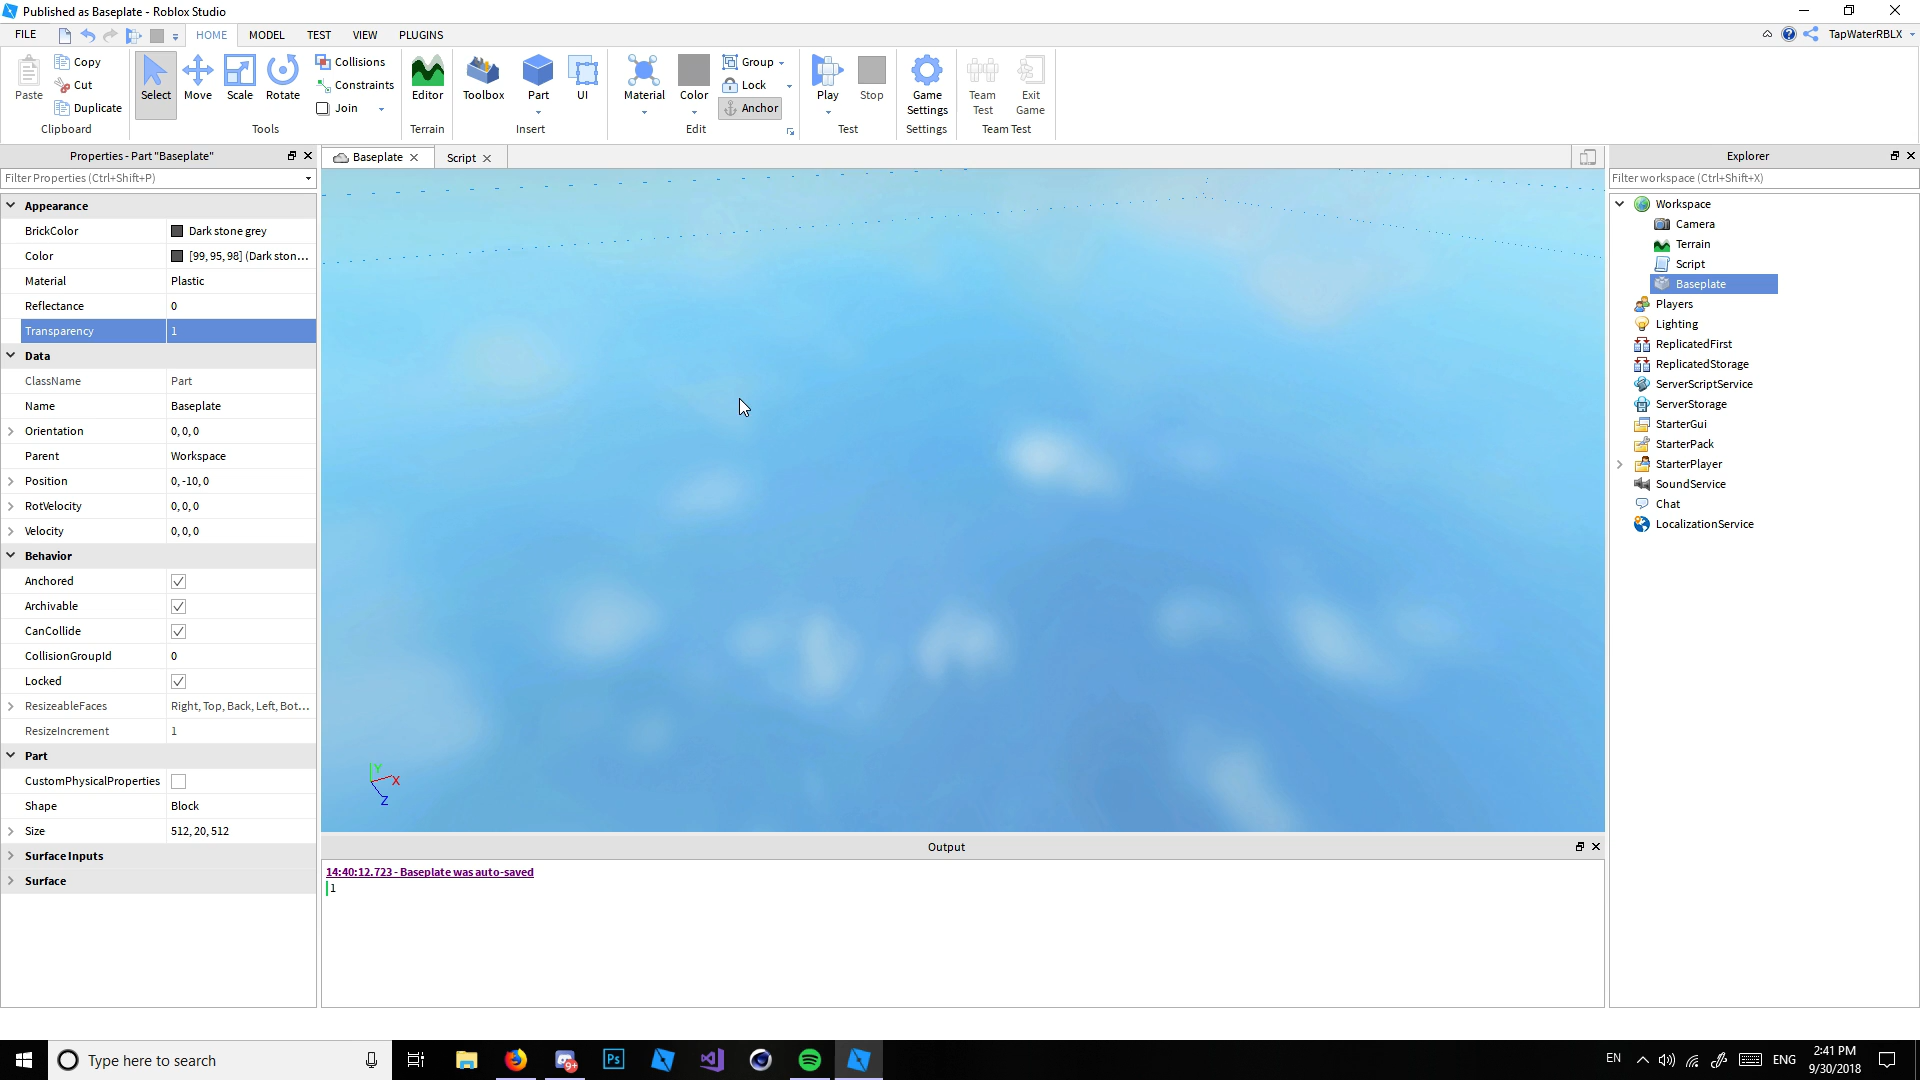 Published as Baseplate - Roblox Studio
FILE HOME MODEL TEST VIEW PLUGINS TapWaterRBLX
Paste Copy Cut Duplicate
Select Move Scale Rotate
Collisions
Constraints
Join
Editor Toolbox Part UI
Material Color
Group
Lock
Anchor
Play Stop
Game Settings
Team Test
Exit Game
Clipboard Tools Terrain Insert Edit Test Settings Team Test
Properties - Part "Baseplate"
Filter Properties (Ctrl+Shift+P)
Appearance
BrickColor Dark stone grey
Color [99, 95, 98] (Dark ston...
Material Plastic
Reflectance 0
Transparency 1
Data
ClassName Part
Name Baseplate
Orientation 0, 0, 0
Parent Workspace
Position 0, -10, 0
RotVelocity 0, 0, 0
Velocity 0, 0, 0
Behavior
Anchored
Archivable
CanCollide
CollisionGroupId 0
Locked
ResizeableFaces Right, Top, Back, Left, Bot...
ResizeIncrement 1
Part
CustomPhysicalProperties
Shape Block
Size 512, 20, 512
Surface Inputs
Surface
Baseplate Script
Y
X
Z
Output
14:40:12.723 - Baseplate was auto-saved
1
Explorer
Filter workspace (Ctrl+Shift+X)
Workspace
Camera
Terrain
Script
Baseplate
Players
Lighting
ReplicatedFirst
ReplicatedStorage
ServerScriptService
ServerStorage
StarterGui
StarterPack
StarterPlayer
SoundService
Chat
LocalizationService
Type here to search
9+
Ps
EN ENG
2:41 PM
9/30/2018